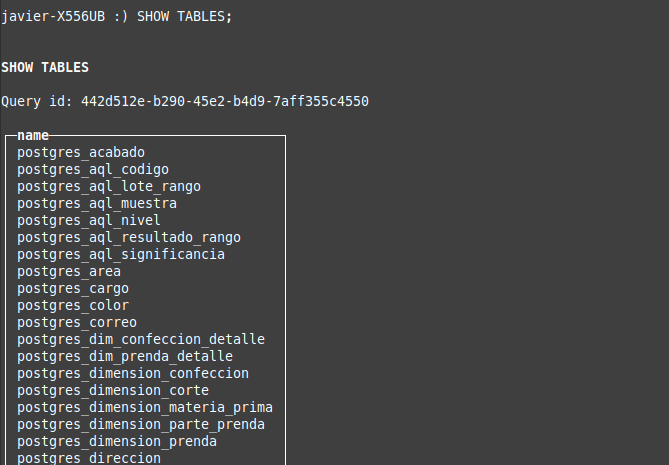 javier-X556UB :) SHOW TABLES;
SHOW TABLES
Query id: 442d512e-b290-45e2-b4d9-7aff355c4550
name
postgres_acabado
postgres_aql_codigo
postgres_aql_lote_rango
postgres_aql_muestra
postgres_aql_nivel
postgres_aql_resultado_rango
postgres_aql_significancia
postgres_area
postgres_cargo
postgres_color
postgres_correo
postgres_dim_confeccion_detalle
postgres_dim_prenda_detalle
postgres_dimension_confeccion
postgres_dimension_corte
postgres_dimension_materia_prima
postgres_dimension_parte_prenda
postgres_dimension_prenda
postgres_direccion